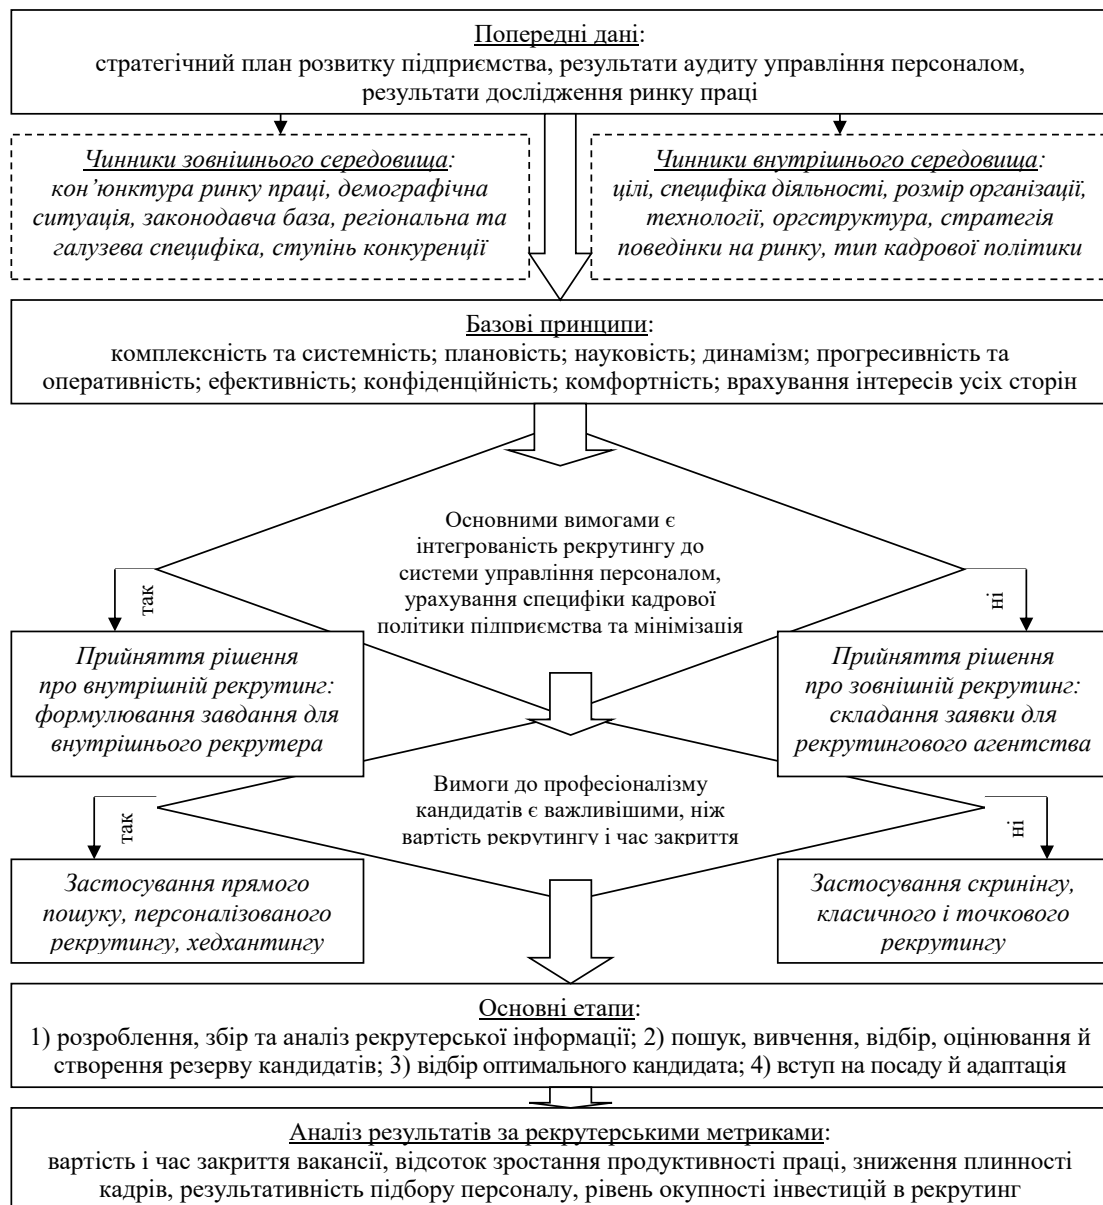 Попередні дані:
стратегічний план розвитку підприємства, результати аудиту управління персоналом,
результати дослідження ринку праці
Чинники зовнішнього середовища:
кон’юнктура ринку праці, демографічна
ситуація, законодавча база, регіональна та
галузева специфіка, ступінь конкуренції
Чинники внутрішнього середовища:
цілі, специфіка діяльності, розмір організації,
технології, оргструктура, стратегія
поведінки на ринку, тип кадрової політики
Базові принципи:
комплексність та системність; плановість; науковість; динамізм; прогресивність та
оперативність; ефективність; конфіденційність; комфортність; врахування інтересів усіх сторін
Основними вимогами є
інтегрованість рекрутингу до
системи управління персоналом,
урахування специфіки кадрової
політики підприємства та мінімізація
так
ні
Прийняття рішення
про внутрішній рекрутинг:
формулювання завдання для
внутрішнього рекрутера
Прийняття рішення
про зовнішній рекрутинг:
складання заявки для
рекрутингового агентства
Вимоги до професіоналізму
кандидатів є важливішими, ніж
вартість рекрутингу і час закриття
так
ні
Застосування прямого
пошуку, персоналізованого
рекрутингу, хедхантингу
Застосування скринінгу,
класичного і точкового
рекрутингу
Основні етапи:
1) розроблення, збір та аналіз рекрутерської інформації; 2) пошук, вивчення, відбір, оцінювання й
створення резерву кандидатів; 3) відбір оптимального кандидата; 4) вступ на посаду й адаптація
Аналіз результатів за рекрутерськими метриками:
вартість і час закриття вакансії, відсоток зростання продуктивності праці, зниження плинності
кадрів, результативність підбору персоналу, рівень окупності інвестицій в рекрутинг